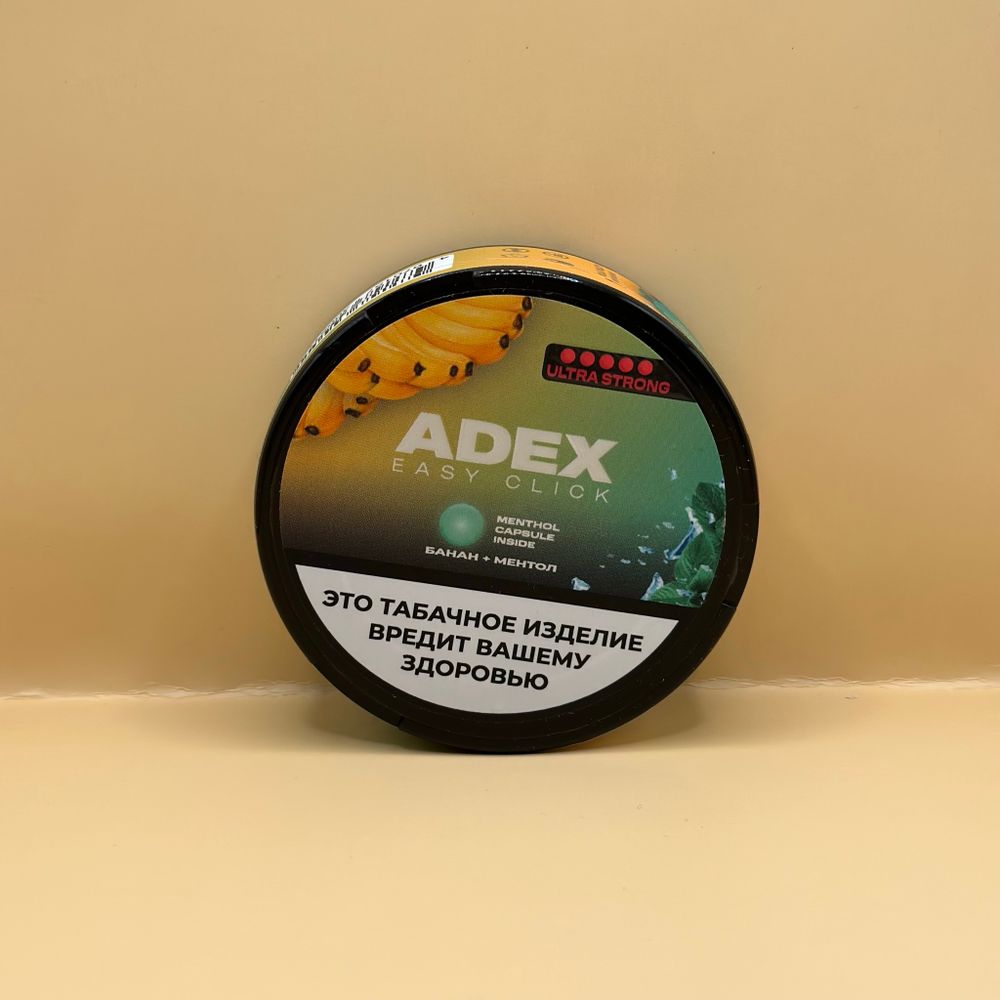 ULTRA STRONG
ADEX
EASY CLICK
MENTHOL
CAPSULE
INSIDE
БАНАН + МЕНТОЛ
ЭТО ТАБАЧНОЕ ИЗДЕЛИЕ
ВРЕДИТ ВАШЕМУ
ЗДОРОВЬЮ